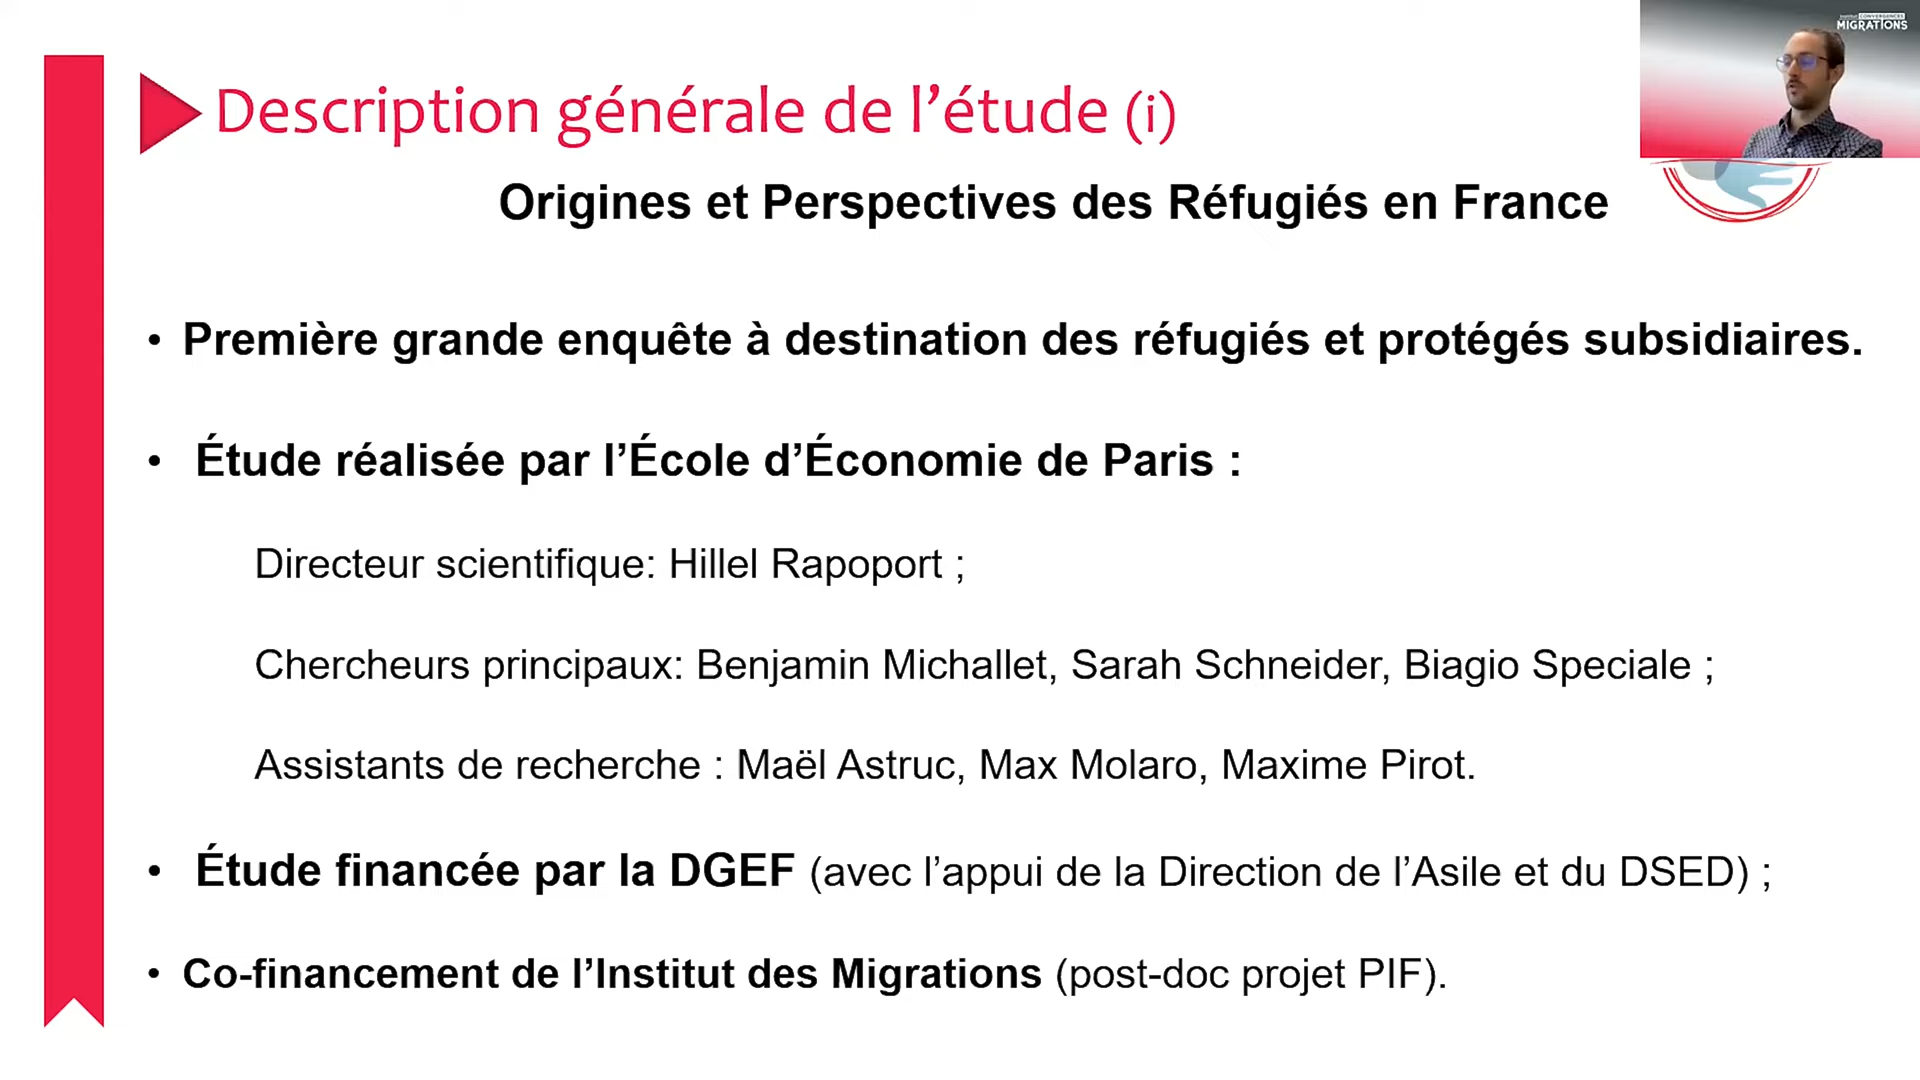 INSTITUT CONVERGENCES
MIGRATIONS
Description générale de l’étude (i)
Origines et Perspectives des Réfugiés en France
• Première grande enquête à destination des réfugiés et protégés subsidiaires.
• Étude réalisée par l’École d’Économie de Paris :
Directeur scientifique: Hillel Rapoport ;
Chercheurs principaux: Benjamin Michallet, Sarah Schneider, Biagio Speciale ;
Assistants de recherche : Maël Astruc, Max Molaro, Maxime Pirot.
• Étude financée par la DGEF (avec l’appui de la Direction de l’Asile et du DSED) ;
• Co-financement de l’Institut des Migrations (post-doc projet PIF).